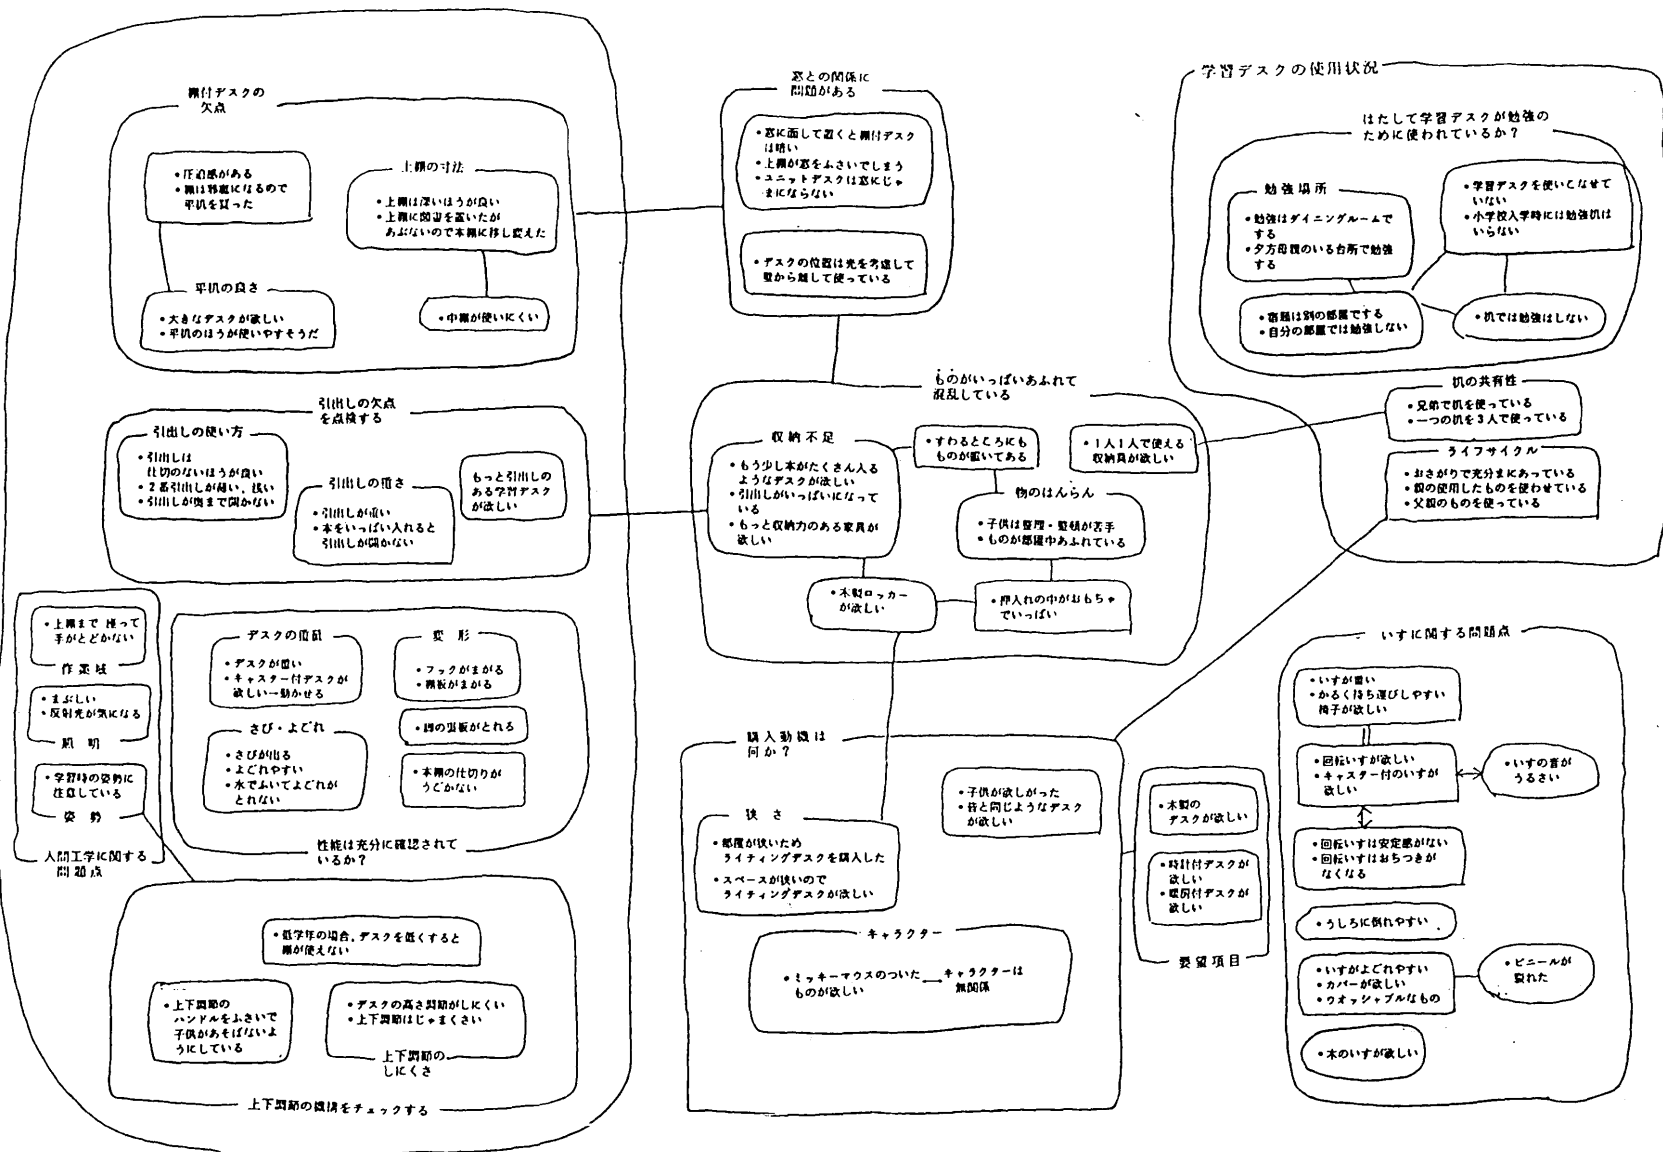 棚付デスクの
欠点
• 圧迫感がある
• 棚は邪魔になるので
平机を買った
上棚の寸法
• 上棚は深いほうが良い
• 上棚に図書を置いたが
あぶないので本棚に移し変えた
平机の良さ
• 大きなデスクが欲しい
• 平机のほうが使いやすそうだ
• 中棚が使いにくい
引出しの欠点
を点検する
引出しの使い方
• 引出しは
仕切のないほうが良い
• 2番引出しが薄い、浅い
• 引出しが奥まで開かない
引出しの重さ
• 引出しが重い
• 本をいっぱい入れると
引出しが開かない
もっと引出しの
ある学習デスク
が欲しい
• 上棚まで座って
手がとどかない
作業域
• まぶしい
• 反射光が気になる
照明
• 学習時の姿勢に
注意している
姿勢
人間工学に関する
問題点
デスクの重量
• デスクが重い
• キャスター付デスクが
欲しい―動かせる
変形
• フックがまがる
• 棚板がまがる
さび・よごれ
• さびが出る
• よごれやすい
• 水でふいてよごれが
とれない
• 脚の裏板がとれる
• 本棚の仕切りが
うごかない
性能は充分に確認されて
いるか？
• 低学年の場合、デスクを低くすると
棚が使えない
• 上下調節の
ハンドルをふさいで
子供があそばないよ
うにしている
• デスクの高さ調節がしにくい
• 上下調節はじゃまくさい
上下調節の
しにくさ
上下調節の機構をチェックする
窓との関係に
問題がある
• 窓に面して置くと棚付デスク
は暗い
• 上棚が窓をふさいでしまう
• ユニットデスクは窓にじゃ
まにならない
• デスクの位置は光を考慮して
壁から離して使っている
ものがいっぱいあふれて
混乱している
収納不足
• もう少し本がたくさん入る
ようなデスクが欲しい
• 引出しがいっぱいになって
いる
• もっと収納力のある家具が
欲しい
• すわるところにも
ものが置いてある
• 1人1人で使える
収納具が欲しい
物のはんらん
• 子供は整理・整頓が苦手
• ものが部屋中あふれている
• 木製ロッカー
が欲しい
• 押入れの中がおもちゃ
でいっぱい
購入動機は
何か？
• 子供が欲しがった
• 皆と同じようなデスク
が欲しい
狭さ
• 部屋が狭いため
ライティングデスクを購入した
• スペースが狭いので
ライティングデスクが欲しい
キャラクター
• ミッキーマウスのついた
ものが欲しい
キャラクターは
無関係
• 木製の
デスクが欲しい
• 時計付デスクが
欲しい
• 暖房付デスクが
欲しい
要望項目
学習デスクの使用状況
はたして学習デスクが勉強の
ために使われているか？
勉強場所
• 勉強はダイニングルームで
する
• 夕方母親のいる台所で勉強
する
• 学習デスクを使いこなせて
いない
• 小学校入学時には勉強机は
いらない
• 宿題は別の部屋でする
• 自分の部屋では勉強しない
• 机では勉強はしない
机の共有性
• 兄弟で机を使っている
• 一つの机を3人で使っている
ライフサイクル
• おさがりで充分まにあっている
• 親の使用したものを使わせている
• 父親のものを使っている
いすに関する問題点
• いすが重い
• かるく持ち運びしやすい
椅子が欲しい
• 回転いすが欲しい
• キャスター付のいすが
欲しい
• いすの音が
うるさい
• 回転いすは安定感がない
• 回転いすはおちつきが
なくなる
• うしろに倒れやすい
• いすがよごれやすい
• カバーが欲しい
• ウオッシャブルなもの
• ビニールが
裂れた
• 木のいすが欲しい